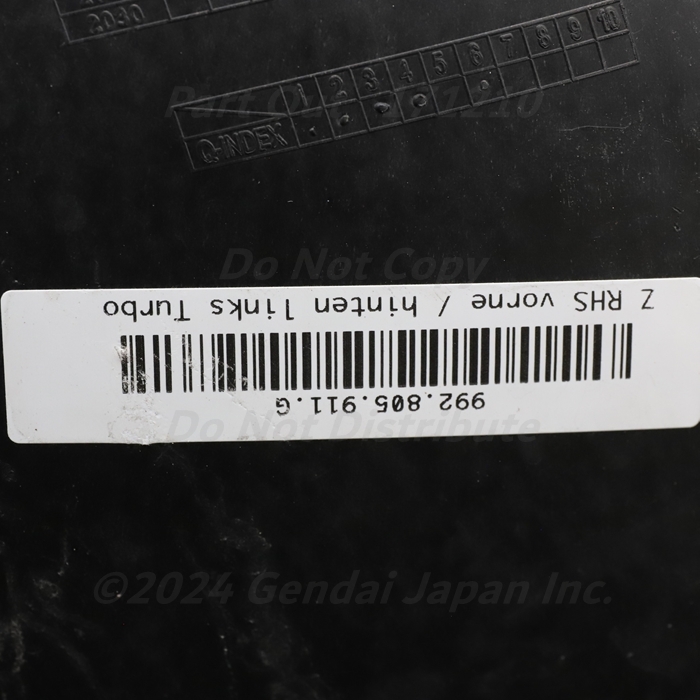 2030
1 2 3 4 5 6 7 8 9 10
Q-INDEX
Do Not Copy
Z RHS vorne / hinten links Turbo
992.805.911.G
Do Not Distribute
©2024 Gendai Japan Inc.